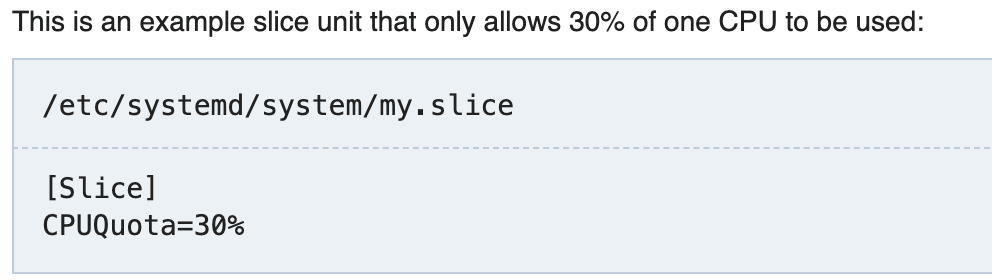 This is an example slice unit that only allows 30% of one CPU to be used:
/etc/systemd/system/my.slice
[Slice]
CPUQuota=30%